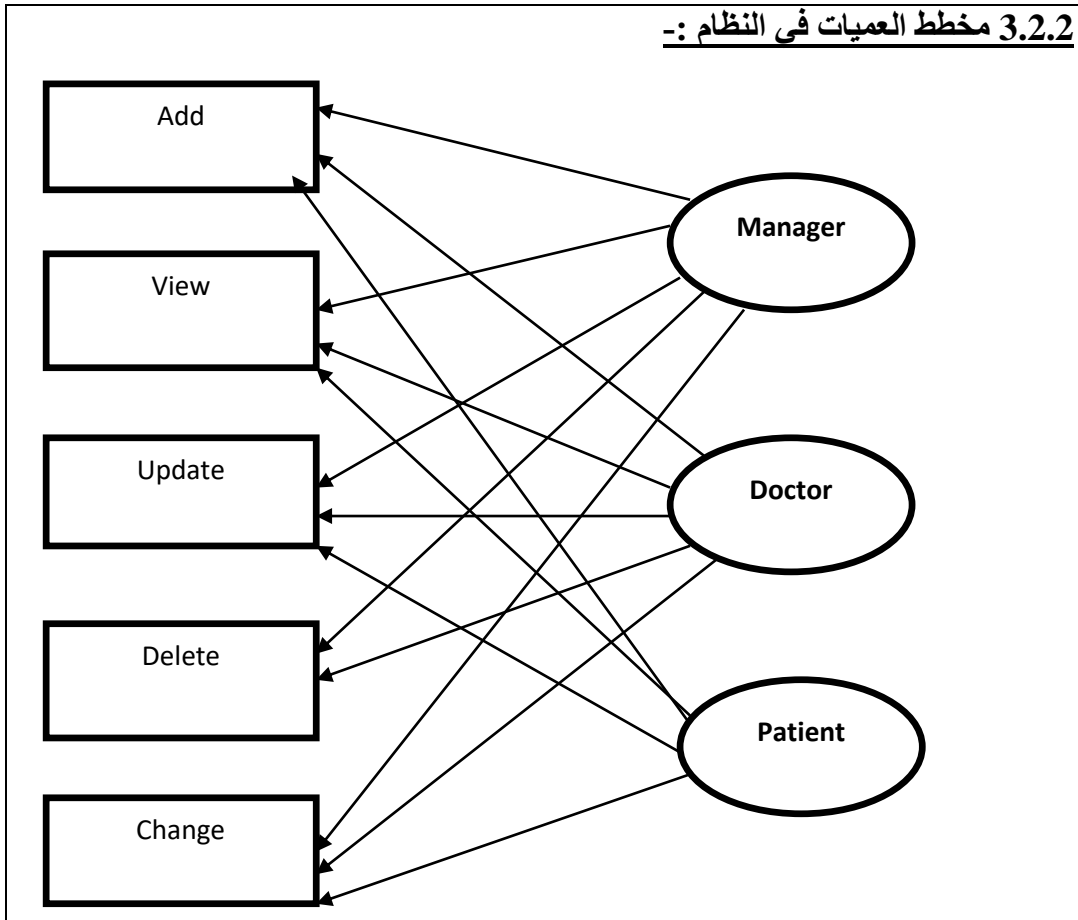 3.2.2 مخطط العميات في النظام :-
Add
Manager
View
Update
Doctor
Delete
Patient
Change